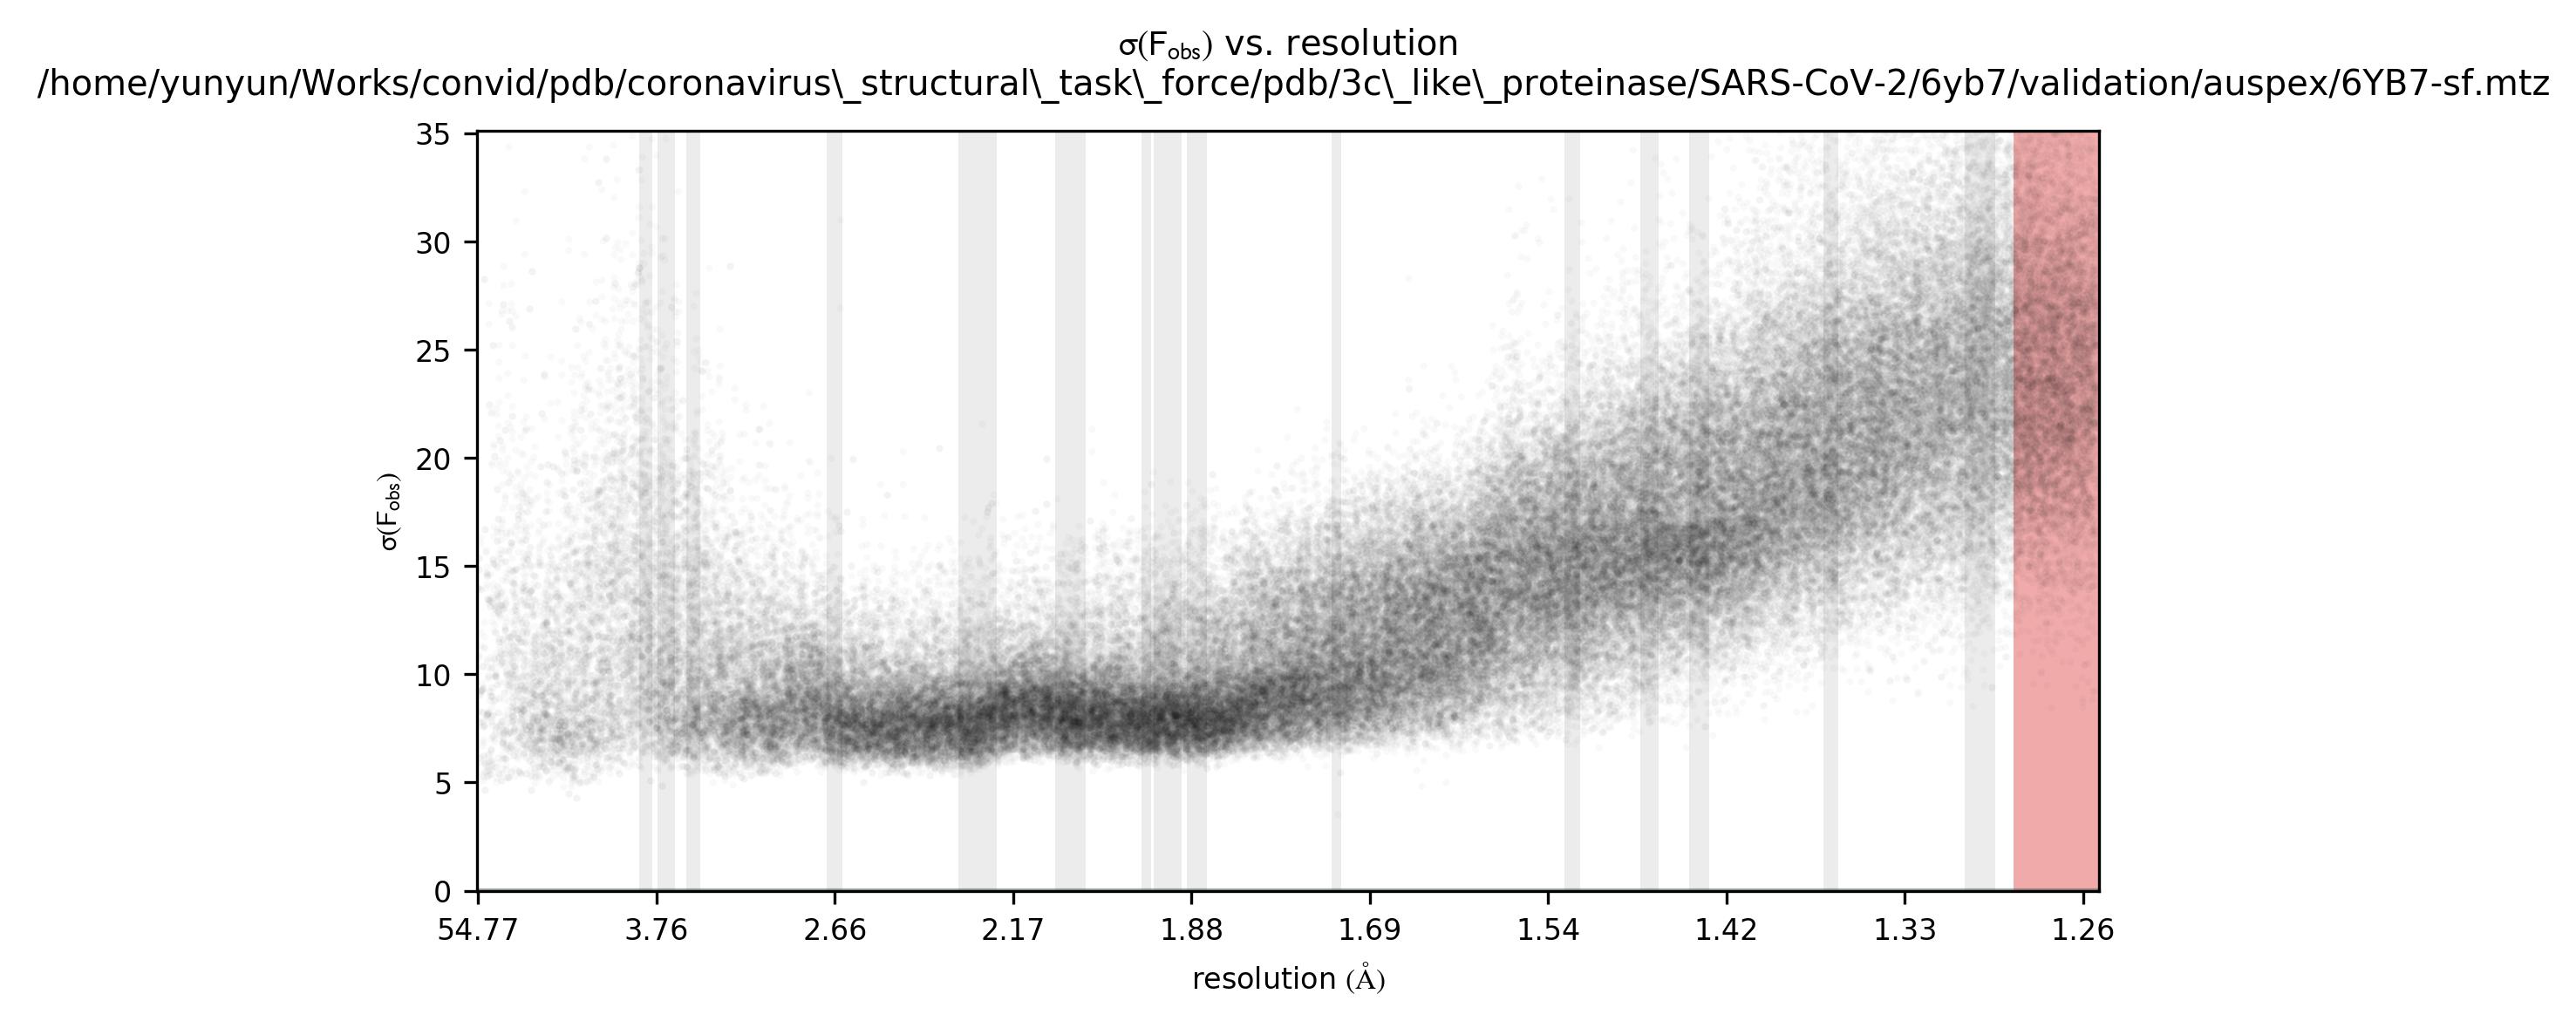 σ(Fobs) vs. resolution
/home/yunyun/Works/convid/pdb/coronavirus\_structural\_task\_force/pdb/3c\_like\_proteinase/SARS-CoV-2/6yb7/validation/auspex/6YB7-sf.mtz
35
30
25
20
15
10
5
0
σ(Fobs)
54.77 3.76 2.66 2.17 1.88 1.69 1.54 1.42 1.33 1.26
resolution (Å)